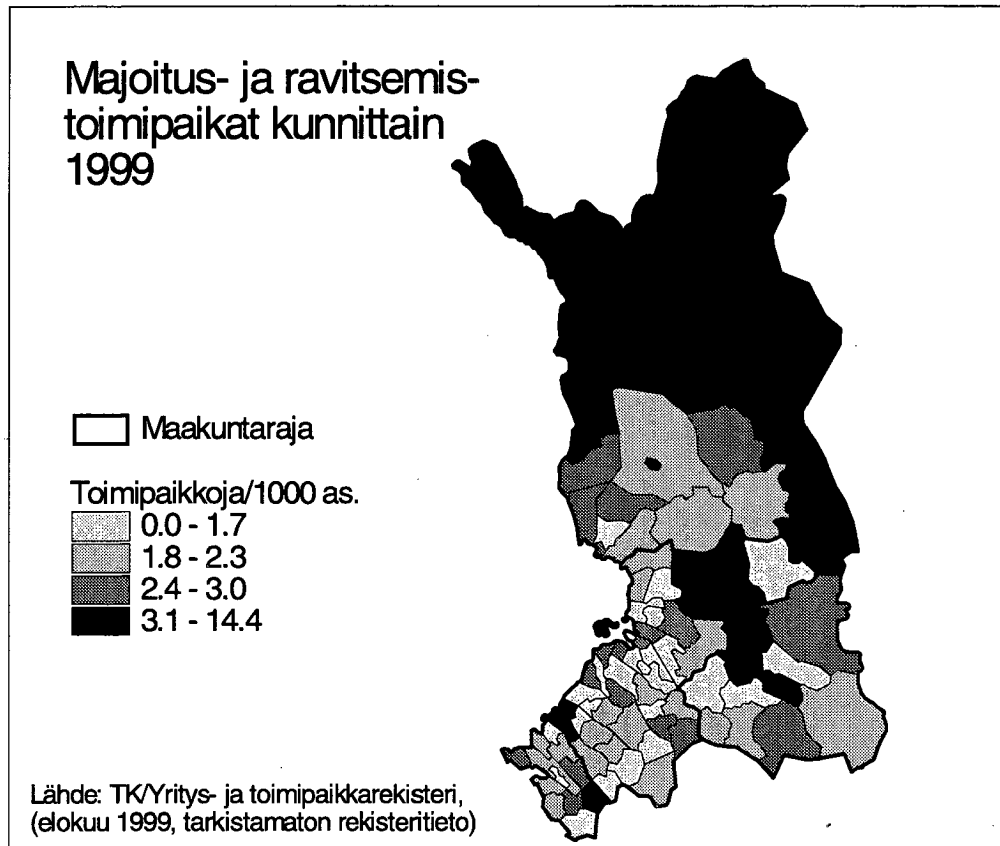 Majoitus- ja ravitsemis-
toimipaikat kunnittain
1999
Maakuntaraja
Toimipaikkoja/1000 as.
0.0 - 1.7
1.8 - 2.3
2.4 - 3.0
3.1 - 14.4
Lähde: TK/Yritys- ja toimipaikkarekisteri,
(elokuu 1999, tarkistamaton rekisteritieto)